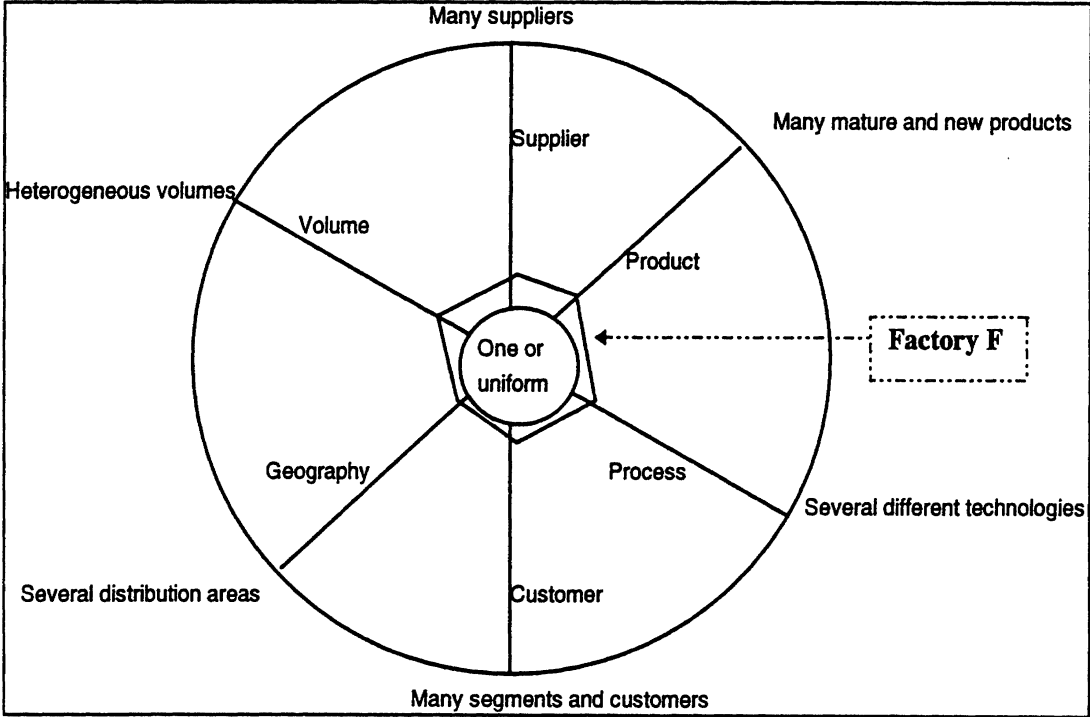 Many suppliers
Many mature and new products
Supplier
Heterogeneous volumes
Volume
Product
Factory F
One or
uniform
Geography
Process
Several different technologies
Several distribution areas
Customer
Many segments and customers